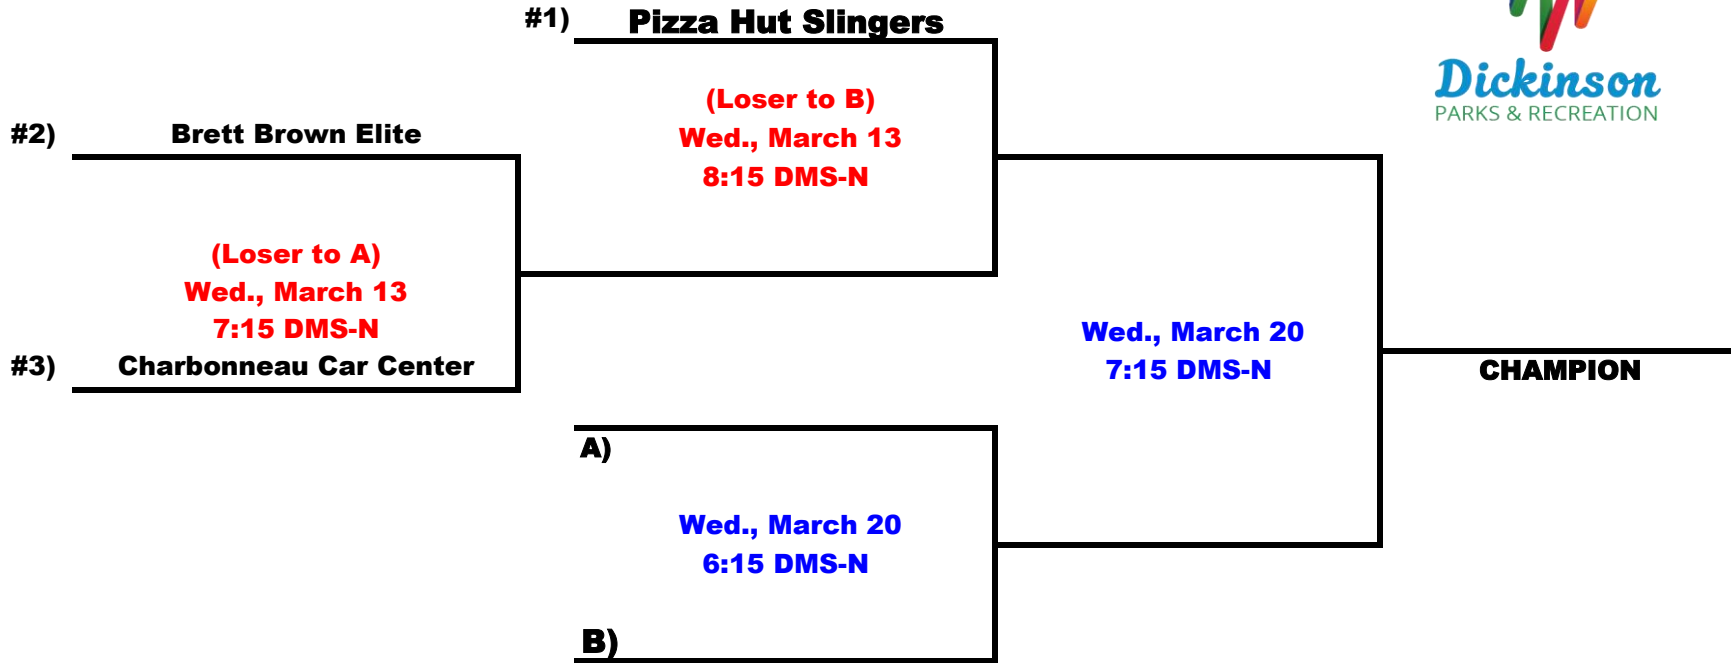 #1) Pizza Hut Slingers
Dickinson
PARKS & RECREATION
(Loser to B)
Wed., March 13
8:15 DMS-N
#2) Brett Brown Elite
(Loser to A)
Wed., March 13
7:15 DMS-N
#3) Charbonneau Car Center
Wed., March 20
7:15 DMS-N
CHAMPION
A)
Wed., March 20
6:15 DMS-N
B)